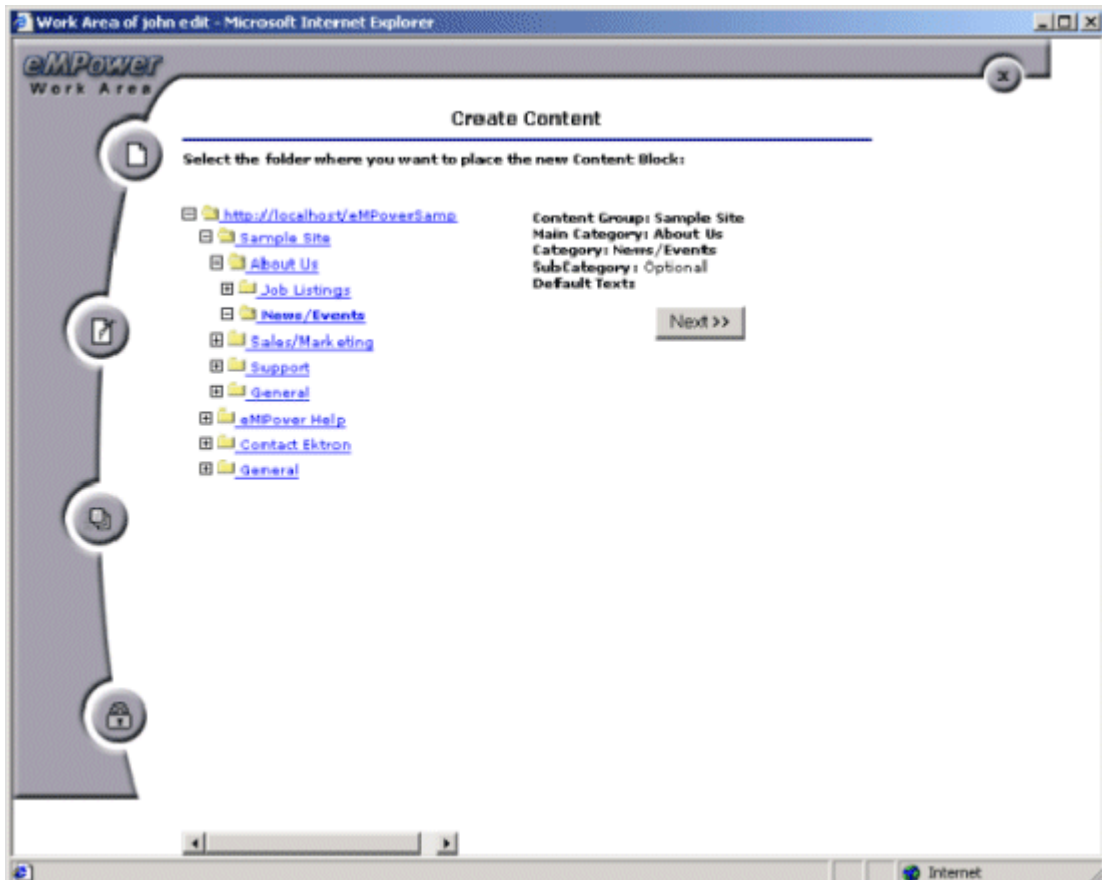 Work Area of john edit - Microsoft Internet Explorer
eMPower
Work Area
x
Create Content
Select the folder where you want to place the new Content Block:
http://localhost/eMPowerSamp
Sample Site
About Us
Job Listings
News/Events
Sales/Marketing
Support
General
eMPower Help
Contact Ektron
General
Content Group: Sample Site
Main Category: About Us
Category: News/Events
SubCategory: Optional
Default Text:
Next >>
Internet